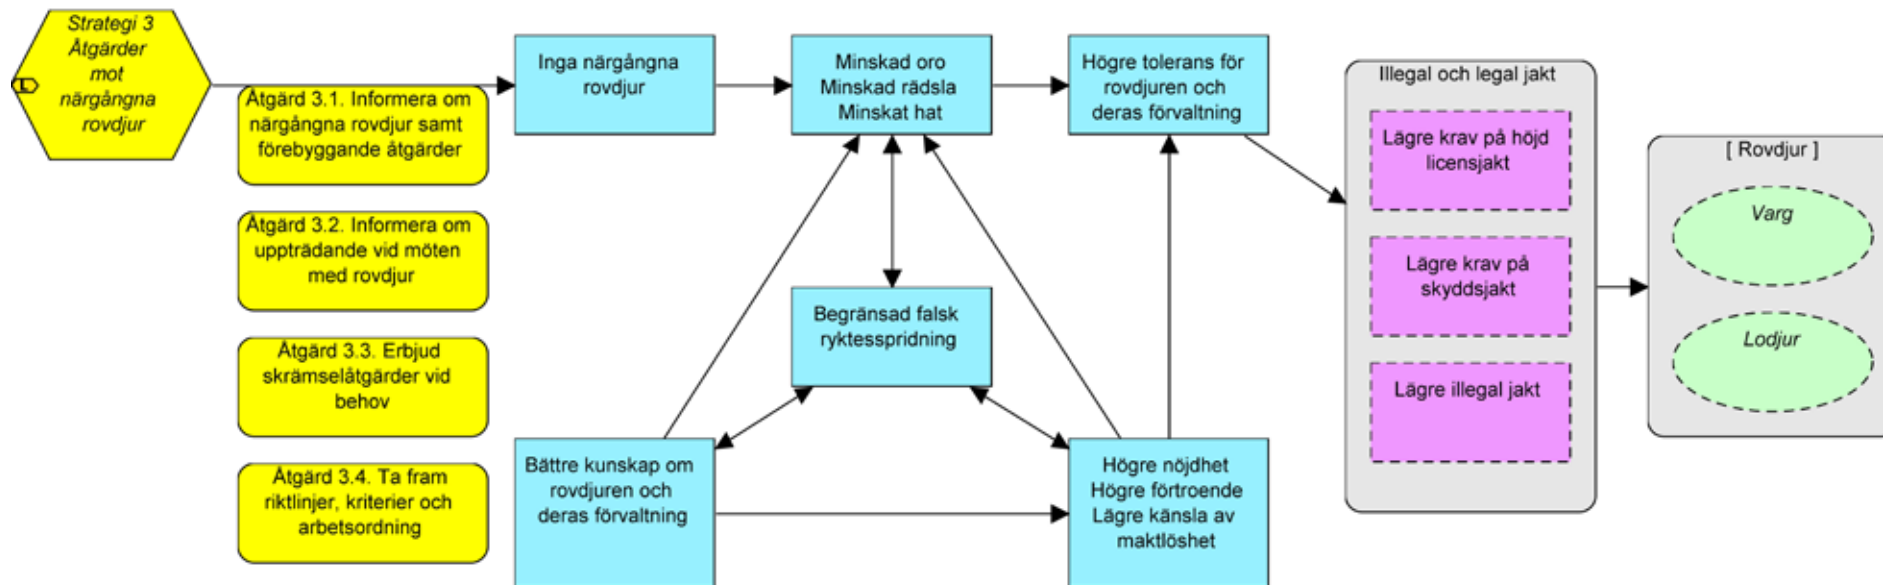 Strategi 3
Åtgärder
mot
närgångna
rovdjur
L
Åtgärd 3.1. Informera om
närgångna rovdjur samt
förebyggande åtgärder
Åtgärd 3.2. Informera om
uppträdande vid möten
med rovdjur
Åtgärd 3.3. Erbjud
skrämselåtgärder vid
behov
Åtgärd 3.4. Ta fram
riktlinjer, kriterier och
arbetsordning
Inga närgångna
rovdjur
Minskad oro
Minskad rädsla
Minskat hat
Högre tolerans för
rovdjuren och
deras förvaltning
Begränsad falsk
ryktesspridning
Bättre kunskap om
rovdjuren och
deras förvaltning
Högre nöjdhet
Högre förtroende
Lägre känsla av
maktlöshet
Illegal och legal jakt
Lägre krav på höjd
licensjakt
Lägre krav på
skyddsjakt
Lägre illegal jakt
[ Rovdjur ]
Varg
Lodjur